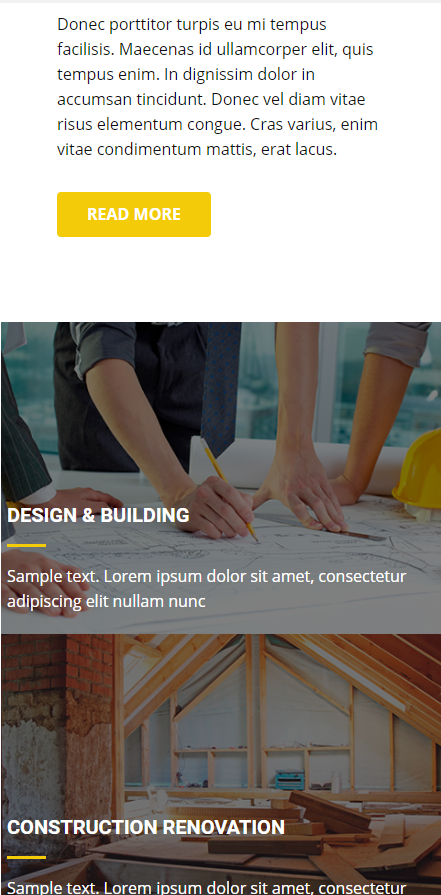 Donec porttitor turpis eu mi tempus
facilisis. Maecenas id ullamcorper elit, quis
tempus enim. In dignissim dolor in
accumsan tincidunt. Donec vel diam vitae
risus elementum congue. Cras varius, enim
vitae condimentum mattis, erat lacus.
READ MORE
DESIGN & BUILDING
Sample text. Lorem ipsum dolor sit amet, consectetur
adipiscing elit nullam nunc
CONSTRUCTION RENOVATION
Sample text. Lorem ipsum dolor sit amet, consectetur